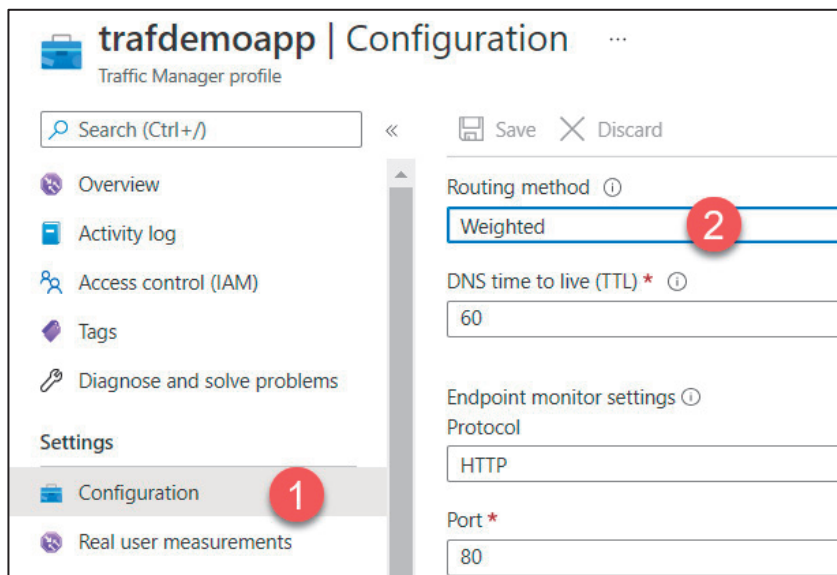 trafdemoapp | Configuration ...
Traffic Manager profile
Search (Ctrl+/)
«
Overview
Activity log
Access control (IAM)
Tags
Diagnose and solve problems
Settings
Configuration 1
Real user measurements
Save Discard
Routing method
Weighted 2
DNS time to live (TTL) *
60
Endpoint monitor settings
Protocol
HTTP
Port *
80